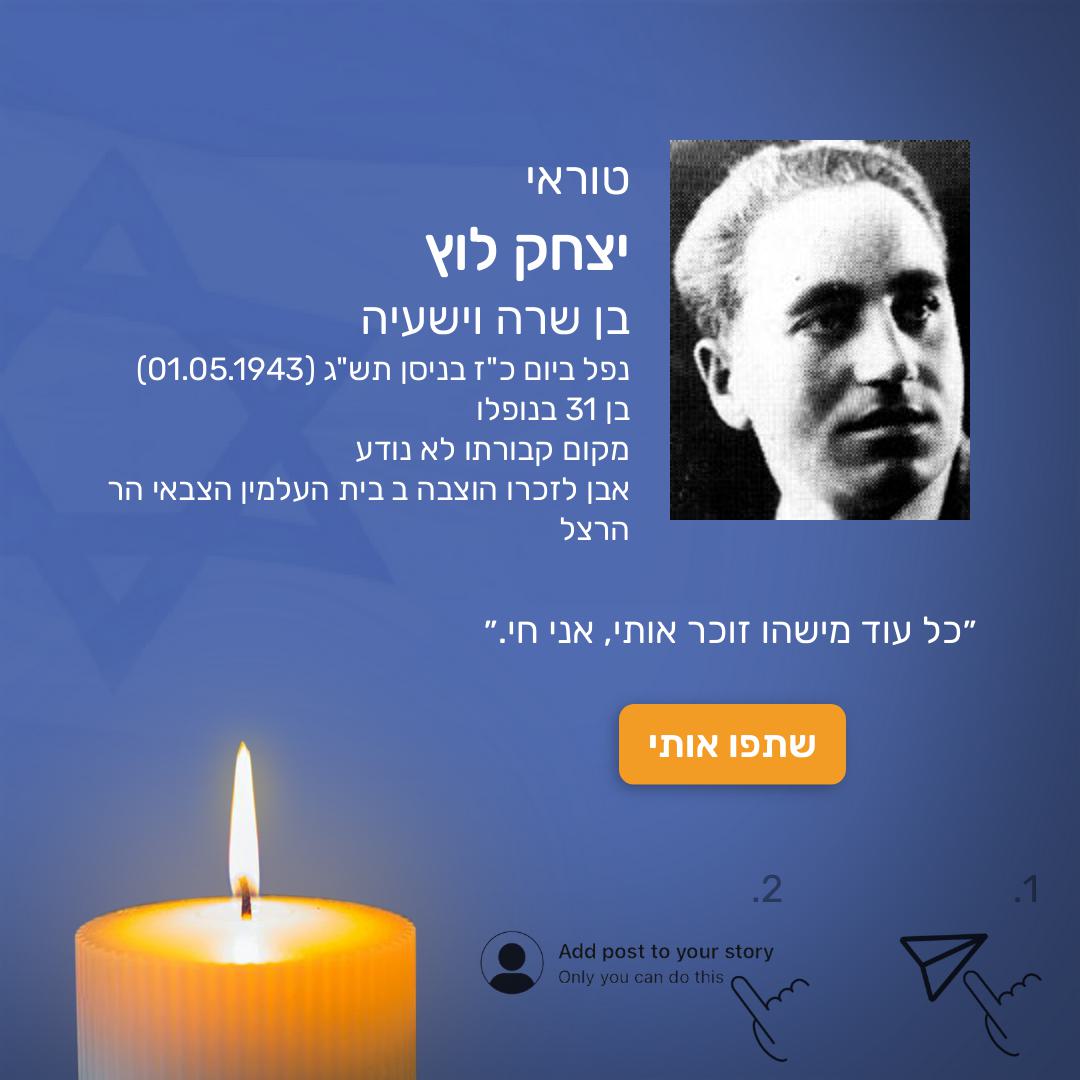 טוראי
יצחק לוץ
בן שרה וישעיה
נפל ביום כ"ז בניסן תש"ג (01.05.1943)
בן 31 בנופלו
מקום קבורתו לא נודע
אבן לזכרו הוצבה ב בית העלמין הצבאי הר
הרצל
״כל עוד מישהו זוכר אותי, אני חי.״
שתפו אותי
1.
2.
Add post to your story
Only you can do this